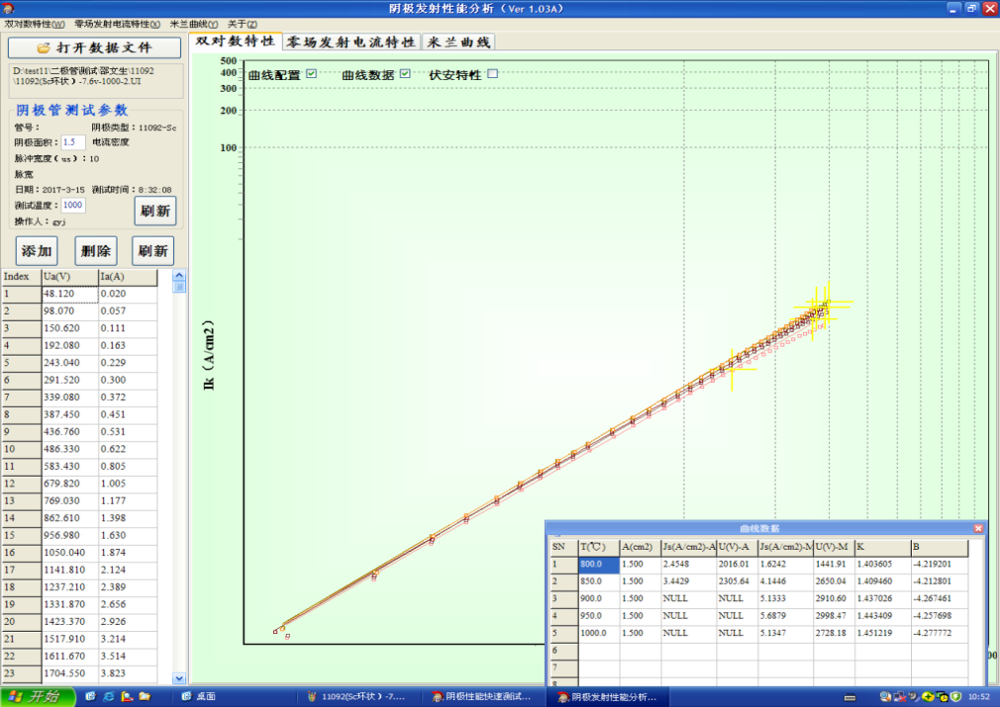 阴极发射性能分析（Ver 1.03A）
双对数特性(W) 零场发射电流特性(X) 米兰曲线(Y) 关于(Z)
打开数据文件
双对数特性 零场发射电流特性 米兰曲线
D:\test11\二极管测试\邵文生\11092
\11092(Sc环状）-7.6v-1000-2.UI
阴极管测试参数
管号：
阴极类型：11092-Sc
阴极面积：1.5 电流密度
脉冲宽度（us）：10
脉宽
日期：2017-3-15 测试时间：8:32:08
测试温度：1000
刷新
操作人：gyj
添加 删除 刷新
Index Ua(V) Ia(A)
1 48.120 0.020
2 98.070 0.057
3 150.620 0.111
4 192.080 0.163
5 243.040 0.229
6 291.520 0.300
7 339.080 0.372
8 387.450 0.451
9 436.760 0.531
10 486.330 0.622
11 583.430 0.805
12 679.820 1.005
13 769.030 1.177
14 862.610 1.398
15 956.980 1.630
16 1050.040 1.874
17 1141.810 2.124
18 1237.210 2.389
19 1331.870 2.656
20 1423.370 2.926
21 1517.910 3.214
22 1611.670 3.514
23 1704.550 3.823
曲线配置 曲线数据 伏安特性
500
400
300
200
100
Ik（A/cm2）
曲线数据
SN T(℃) A(cm2) Js(A/cm2)-A U(V)-A Js(A/cm2)-M U(V)-M K B
1 800.0 1.500 2.4548 2016.01 1.6242 1441.91 1.403605 -4.219201
2 850.0 1.500 3.4429 2305.64 4.1446 2650.04 1.409460 -4.212801
3 900.0 1.500 NULL NULL 5.1333 2910.60 1.437026 -4.267461
4 950.0 1.500 NULL NULL 5.6879 2998.47 1.443409 -4.257698
5 1000.0 1.500 NULL NULL 5.1347 2728.18 1.451219 -4.277772
6
7
8
00
开始
桌面
11092(Sc环状）-7....
阴极性能快速测试...
阴极发射性能分析...
10:52